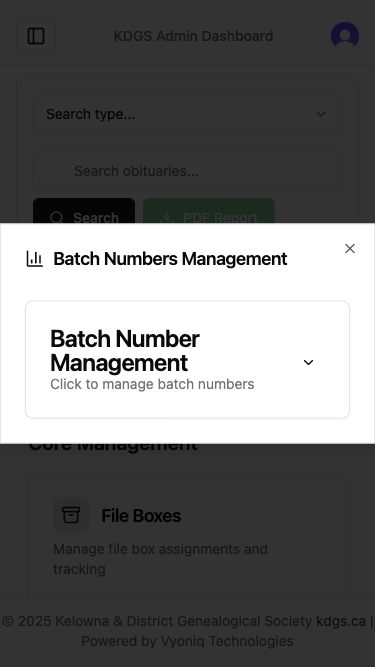 KDGS Admin Dashboard
Search type...
Search obituaries...
Search
PDF Report
Batch Numbers Management
Batch Number
Management
Click to manage batch numbers
Core Management
File Boxes
Manage file box assignments and
tracking
© 2025 Kelowna & District Genealogical Society kdgs.ca |
Powered by Vyoniq Technologies